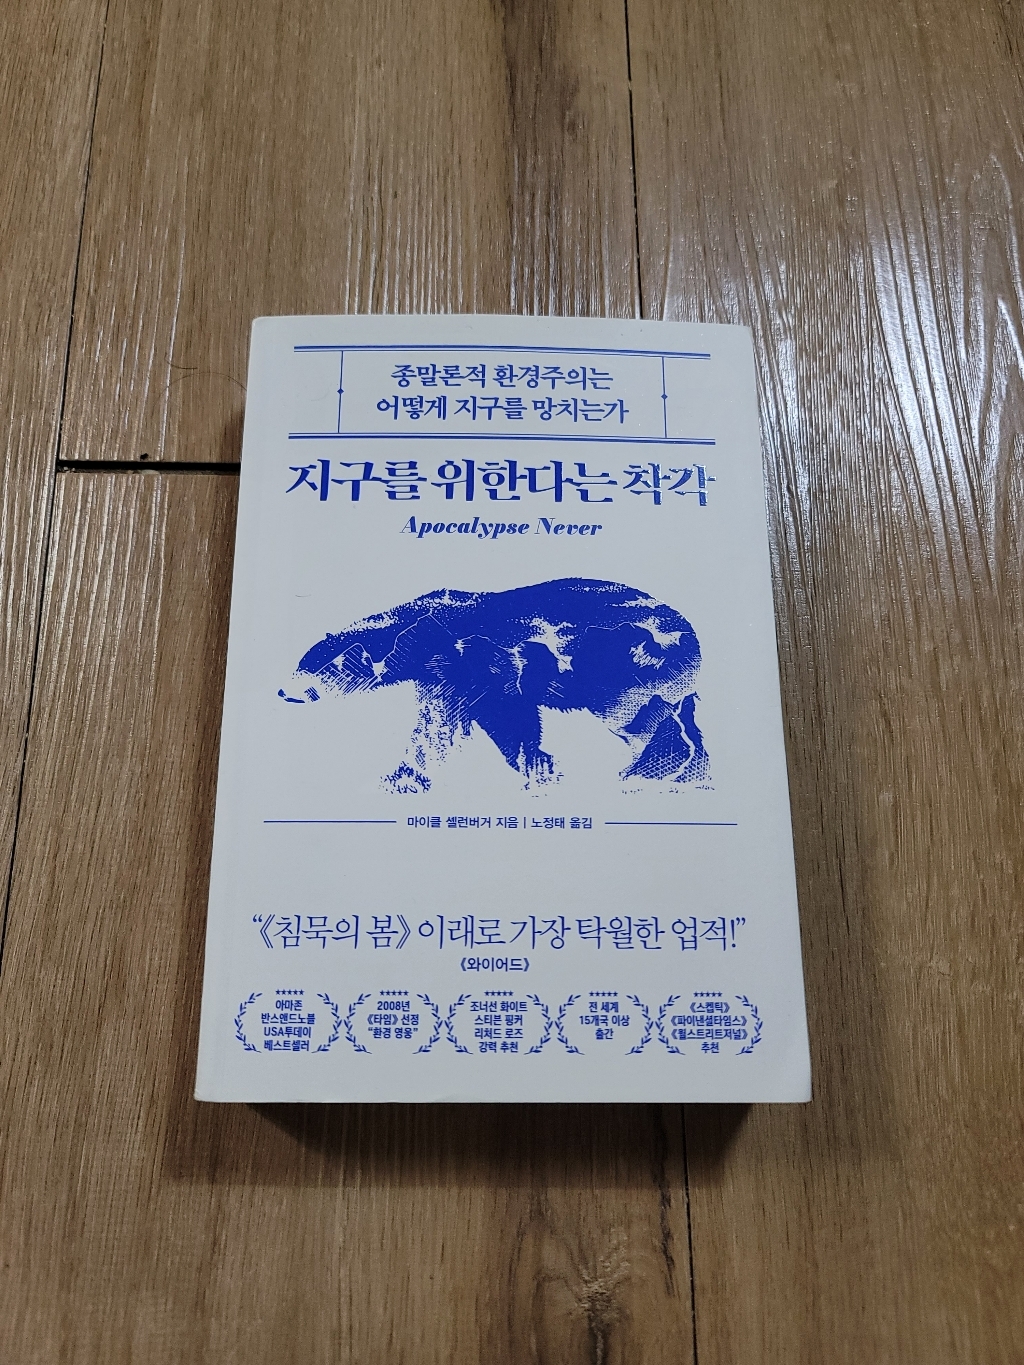 종말론적 환경주의는
어떻게 지구를 망치는가
지구를 위한다는 착각
Apocalypse Never
마이클 셸런버거 지음 | 노정태 옮김
“《침묵의 봄》 이래로 가장 탁월한 업적!”
《와이어드》
★★★★★
아마존
반스앤드노블
USA투데이
베스트셀러
★★★★★
2008년
《타임》 선정
“환경 영웅”
★★★★★
조너선 화이트
스티븐 핑커
리처드 로즈
강력 추천
★★★★★
전 세계
15개국 이상
출간
★★★★★
《스켑틱》
《파이낸셜타임스》
《월스트리트저널》
추천